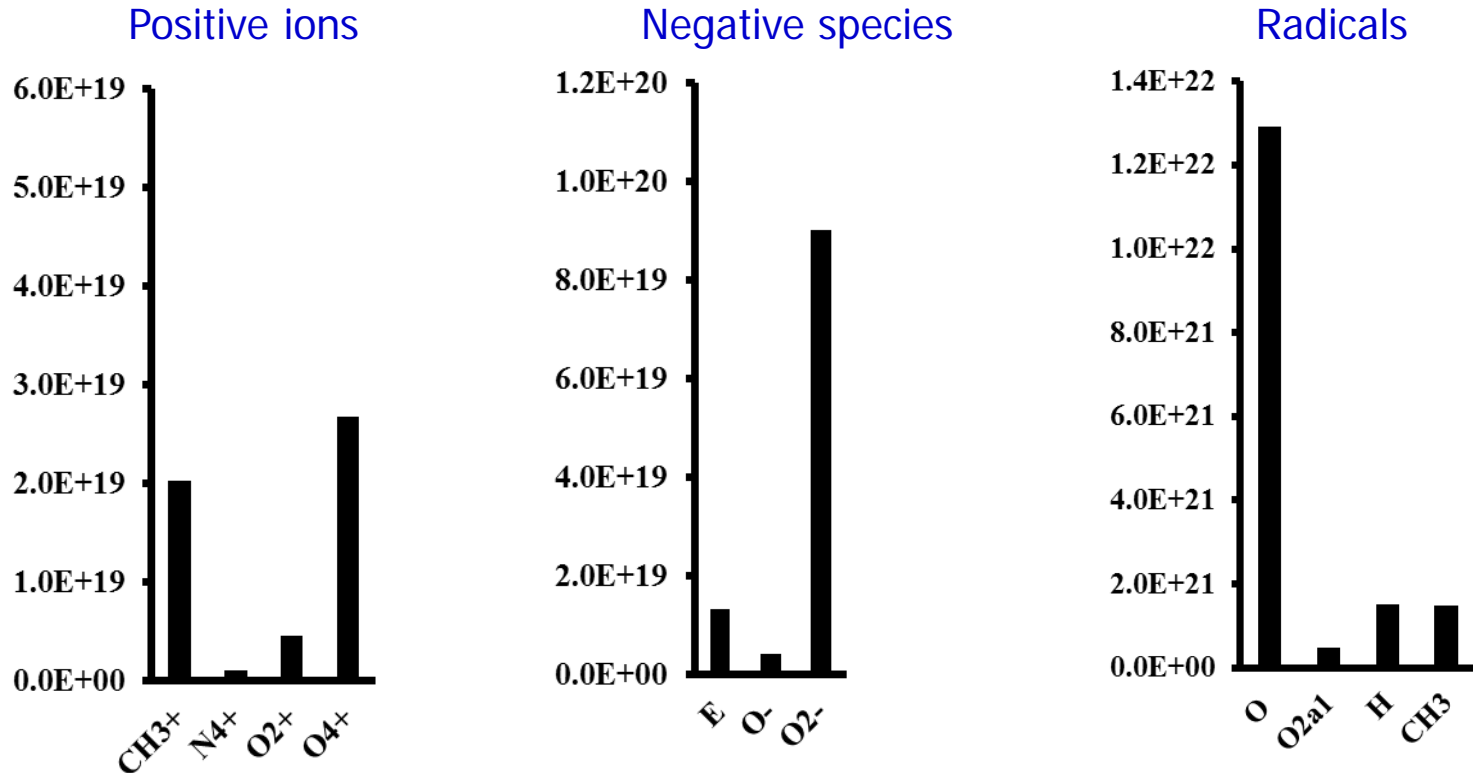 Positive ions
6.0E+19
5.0E+19
4.0E+19
3.0E+19
2.0E+19
1.0E+19
0.0E+00
CH3+
N4+
O2+
O4+
Negative species
1.2E+20
1.0E+20
8.0E+19
6.0E+19
4.0E+19
2.0E+19
0.0E+00
E
O-
O2-
Radicals
1.4E+22
1.2E+22
1.0E+22
8.0E+21
6.0E+21
4.0E+21
2.0E+21
0.0E+00
O
O2a1
H
CH3